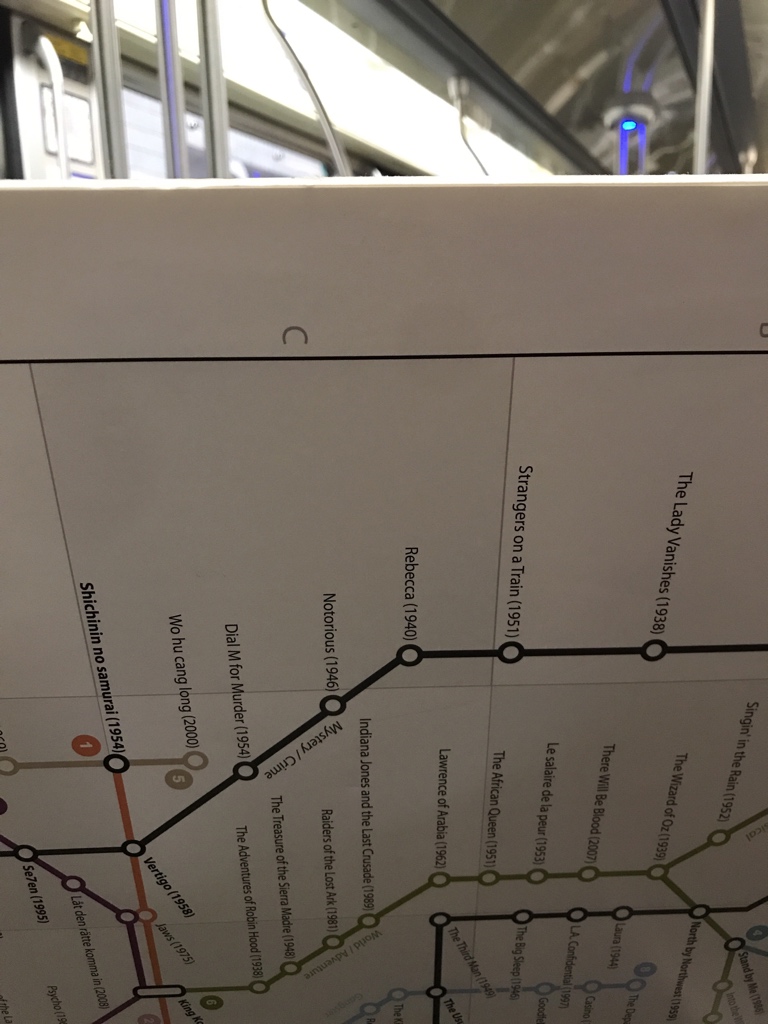 C
The Lady Vanishes (1938)
Strangers on a Train (1951)
Rebecca (1940)
Notorious (1946)
Dial M for Murder (1954)
Wo hu cang long (2000)
Shichinin no samurai (1954)
1
5
Mystery / Crime
Singin' in the Rain (1952)
The Wizard of Oz (1939)
There Will Be Blood (2007)
Le salaire de la peur (1953)
The African Queen (1951)
Lawrence of Arabia (1962)
Indiana Jones and the Last Crusade (1989)
Raiders of the Lost Ark (1981)
The Treasure of the Sierra Madre (1948)
The Adventures of Robin Hood (1938)
World / Adventure
6
Vertigo (1958)
Jaws (1975)
Se7en (1995)
Låt den rätte komma in (2008)
Psycho
King
2
North by Northwest (1959)
Stand by Me
Laura (1944)
L.A. Confidential (1997)
The Big Sleep (1946)
The Third Man (1949)
Casino